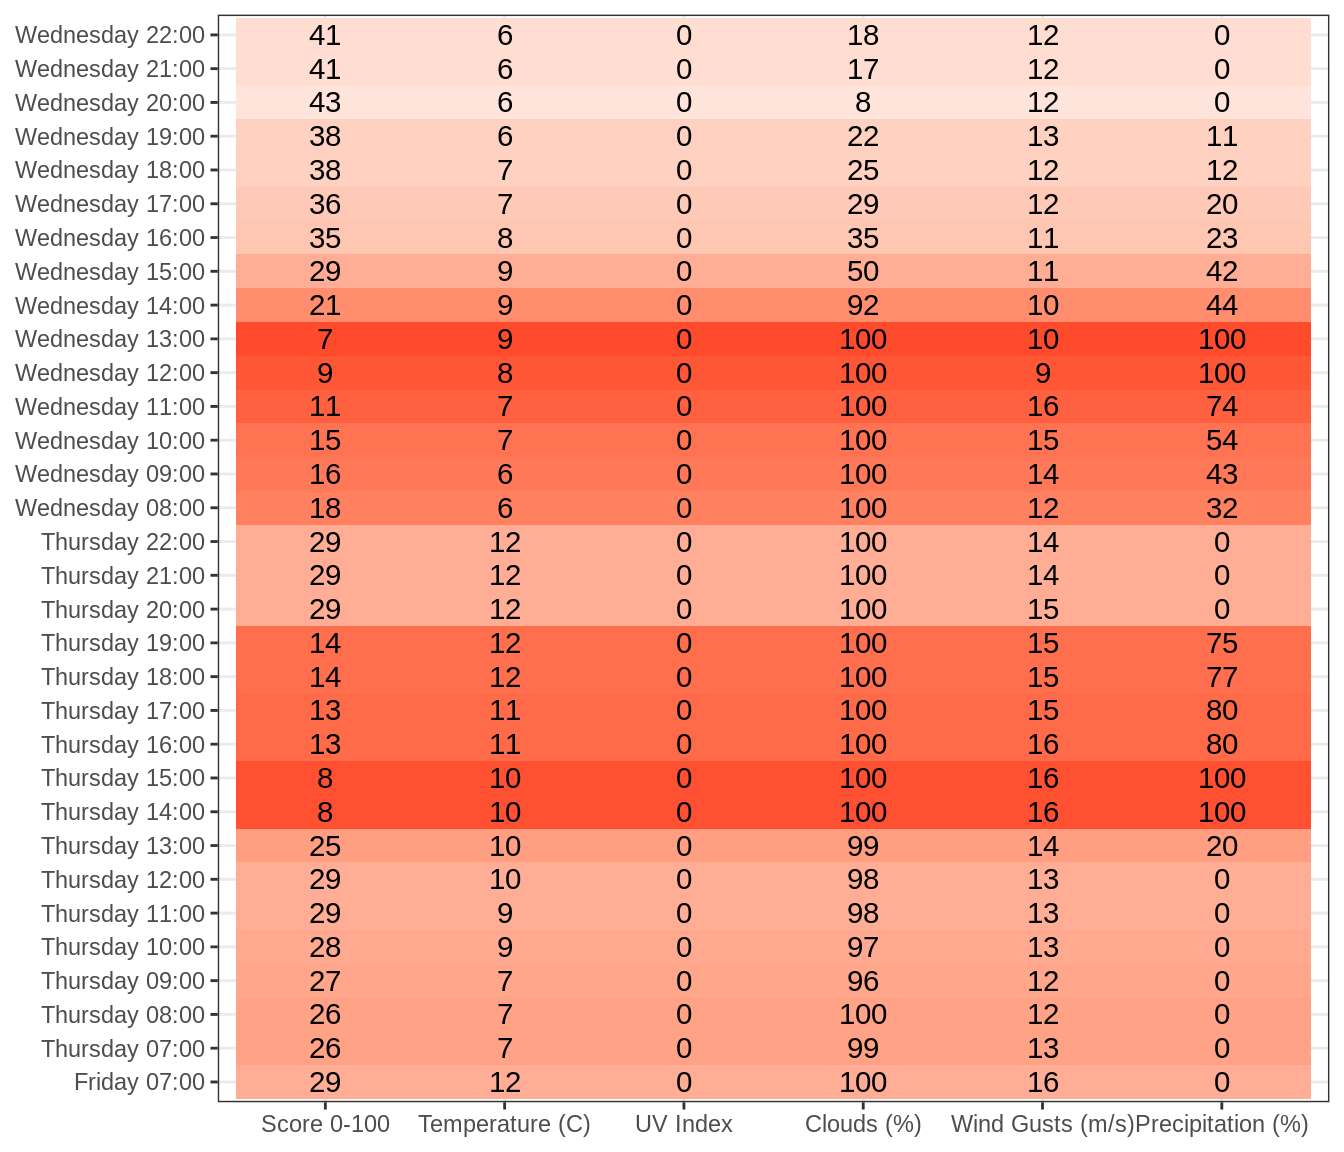 Wednesday 22:00 41 6 0 18 12 0
Wednesday 21:00 41 6 0 17 12 0
Wednesday 20:00 43 6 0 8 12 0
Wednesday 19:00 38 6 0 22 13 11
Wednesday 18:00 38 7 0 25 12 12
Wednesday 17:00 36 7 0 29 12 20
Wednesday 16:00 35 8 0 35 11 23
Wednesday 15:00 29 9 0 50 11 42
Wednesday 14:00 21 9 0 92 10 44
Wednesday 13:00 7 9 0 100 10 100
Wednesday 12:00 9 8 0 100 9 100
Wednesday 11:00 11 7 0 100 16 74
Wednesday 10:00 15 7 0 100 15 54
Wednesday 09:00 16 6 0 100 14 43
Wednesday 08:00 18 6 0 100 12 32
Thursday 22:00 29 12 0 100 14 0
Thursday 21:00 29 12 0 100 14 0
Thursday 20:00 29 12 0 100 15 0
Thursday 19:00 14 12 0 100 15 75
Thursday 18:00 14 12 0 100 15 77
Thursday 17:00 13 11 0 100 15 80
Thursday 16:00 13 11 0 100 16 80
Thursday 15:00 8 10 0 100 16 100
Thursday 14:00 8 10 0 100 16 100
Thursday 13:00 25 10 0 99 14 20
Thursday 12:00 29 10 0 98 13 0
Thursday 11:00 29 9 0 98 13 0
Thursday 10:00 28 9 0 97 13 0
Thursday 09:00 27 7 0 96 12 0
Thursday 08:00 26 7 0 100 12 0
Thursday 07:00 26 7 0 99 13 0
Friday 07:00 29 12 0 100 16 0
Score 0-100 Temperature (C) UV Index Clouds (%) Wind Gusts (m/s) Precipitation (%)